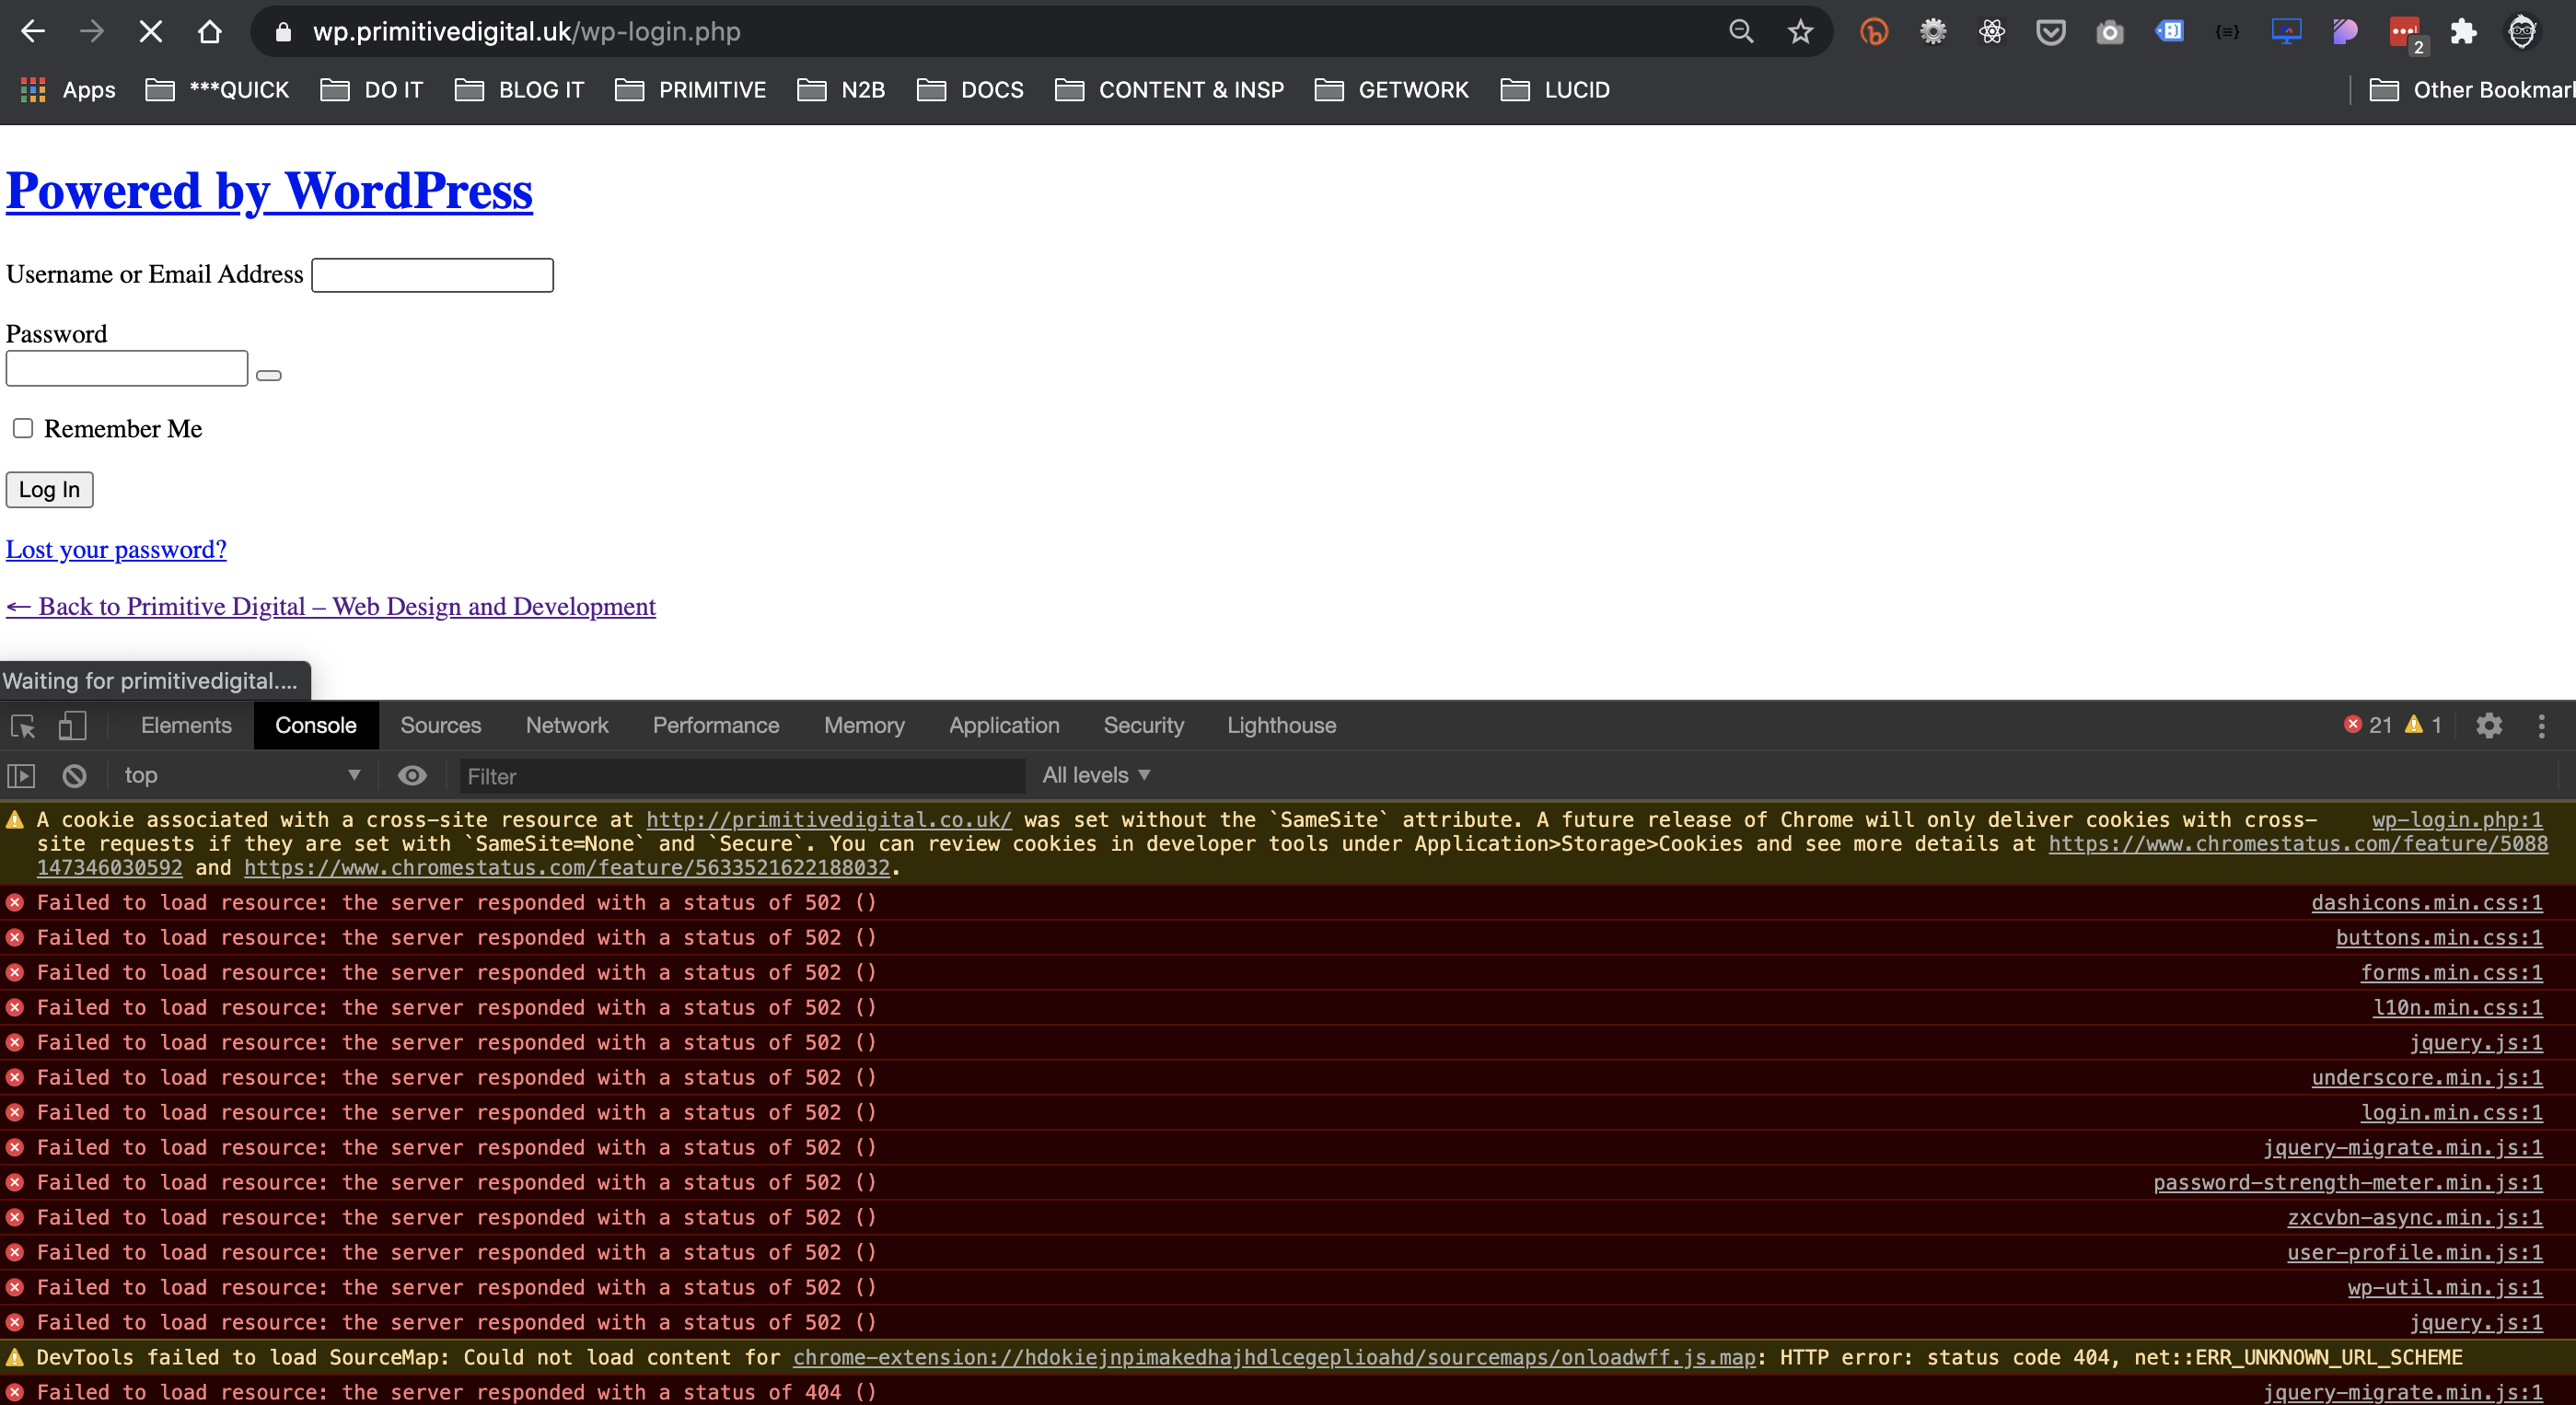 wp.primitivedigital.uk/wp-login.php
2
Apps ***QUICK DO IT BLOG IT PRIMITIVE N2B DOCS CONTENT & INSP GETWORK LUCID Other Bookmarl
Powered by WordPress
Username or Email Address
Password
Remember Me
Log In
Lost your password?
← Back to Primitive Digital – Web Design and Development
Waiting for primitivedigital....
Elements Console Sources Network Performance Memory Application Security Lighthouse 21 1
top Filter All levels
A cookie associated with a cross-site resource at http://primitivedigital.co.uk/ was set without the `SameSite` attribute. A future release of Chrome will only deliver cookies with cross- wp-login.php:1
site requests if they are set with `SameSite=None` and `Secure`. You can review cookies in developer tools under Application>Storage>Cookies and see more details at https://www.chromestatus.com/feature/5088
147346030592 and https://www.chromestatus.com/feature/5633521622188032.
Failed to load resource: the server responded with a status of 502 () dashicons.min.css:1
Failed to load resource: the server responded with a status of 502 () buttons.min.css:1
Failed to load resource: the server responded with a status of 502 () forms.min.css:1
Failed to load resource: the server responded with a status of 502 () l10n.min.css:1
Failed to load resource: the server responded with a status of 502 () jquery.js:1
Failed to load resource: the server responded with a status of 502 () underscore.min.js:1
Failed to load resource: the server responded with a status of 502 () login.min.css:1
Failed to load resource: the server responded with a status of 502 () jquery-migrate.min.js:1
Failed to load resource: the server responded with a status of 502 () password-strength-meter.min.js:1
Failed to load resource: the server responded with a status of 502 () zxcvbn-async.min.js:1
Failed to load resource: the server responded with a status of 502 () user-profile.min.js:1
Failed to load resource: the server responded with a status of 502 () wp-util.min.js:1
Failed to load resource: the server responded with a status of 502 () jquery.js:1
DevTools failed to load SourceMap: Could not load content for chrome-extension://hdokiejnpimakedhajhdlcegeplioahd/sourcemaps/onloadwff.js.map: HTTP error: status code 404, net::ERR_UNKNOWN_URL_SCHEME
Failed to load resource: the server responded with a status of 404 () jquery-migrate.min.js:1